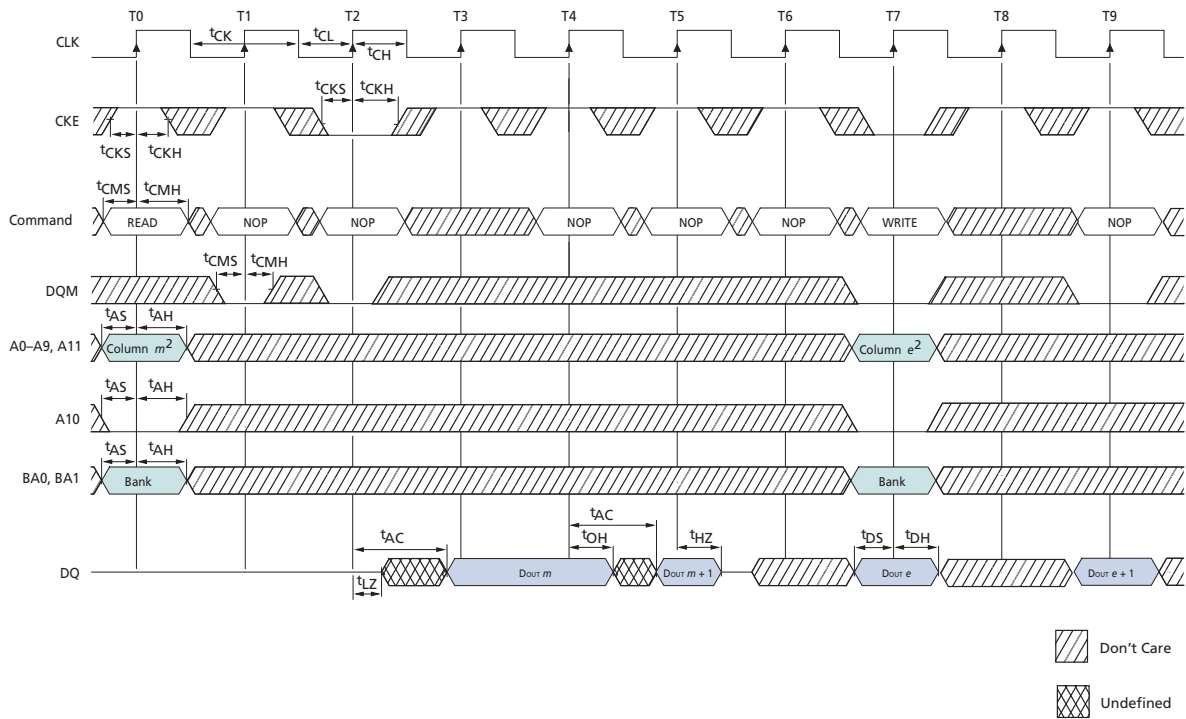 T0 T1 T2 T3 T4 T5 T6 T7 T8 T9
CLK
tCK tCL
tCH
tCKS tCKH
CKE
tCKS tCKH
tCMS tCMH
Command READ NOP NOP NOP NOP NOP WRITE NOP
tCMS tCMH
DQM
tAS tAH
A0–A9, A11 Column m2 Column e2
tAS tAH
A10
tAS tAH
BA0, BA1 Bank Bank
tAC tAC tOH tHZ tDS tDH
DQ DOUT m DOUT m + 1 DOUT e DOUT e + 1
tLZ
Don't Care
Undefined